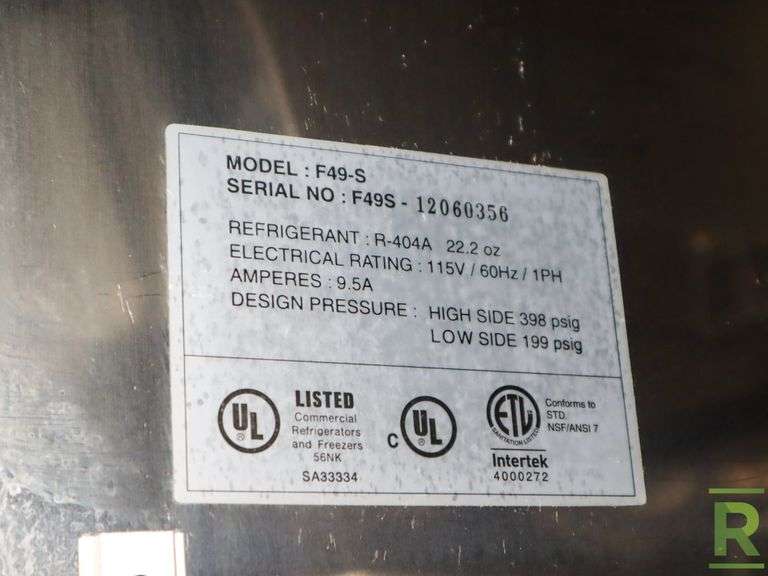 MODEL : F49-S
SERIAL NO : F49S - 12060356
REFRIGERANT : R-404A 22.2 oz
ELECTRICAL RATING : 115V / 60Hz / 1PH
AMPERES : 9.5A
DESIGN PRESSURE : HIGH SIDE 398 psig
LOW SIDE 199 psig
UL
®
LISTED
Commercial
Refrigerators
and Freezers
56NK
SA33334
C UL
®
ETL
SANITATION LISTED
Intertek
4000272
Conforms to
STD.
NSF/ANSI 7
R